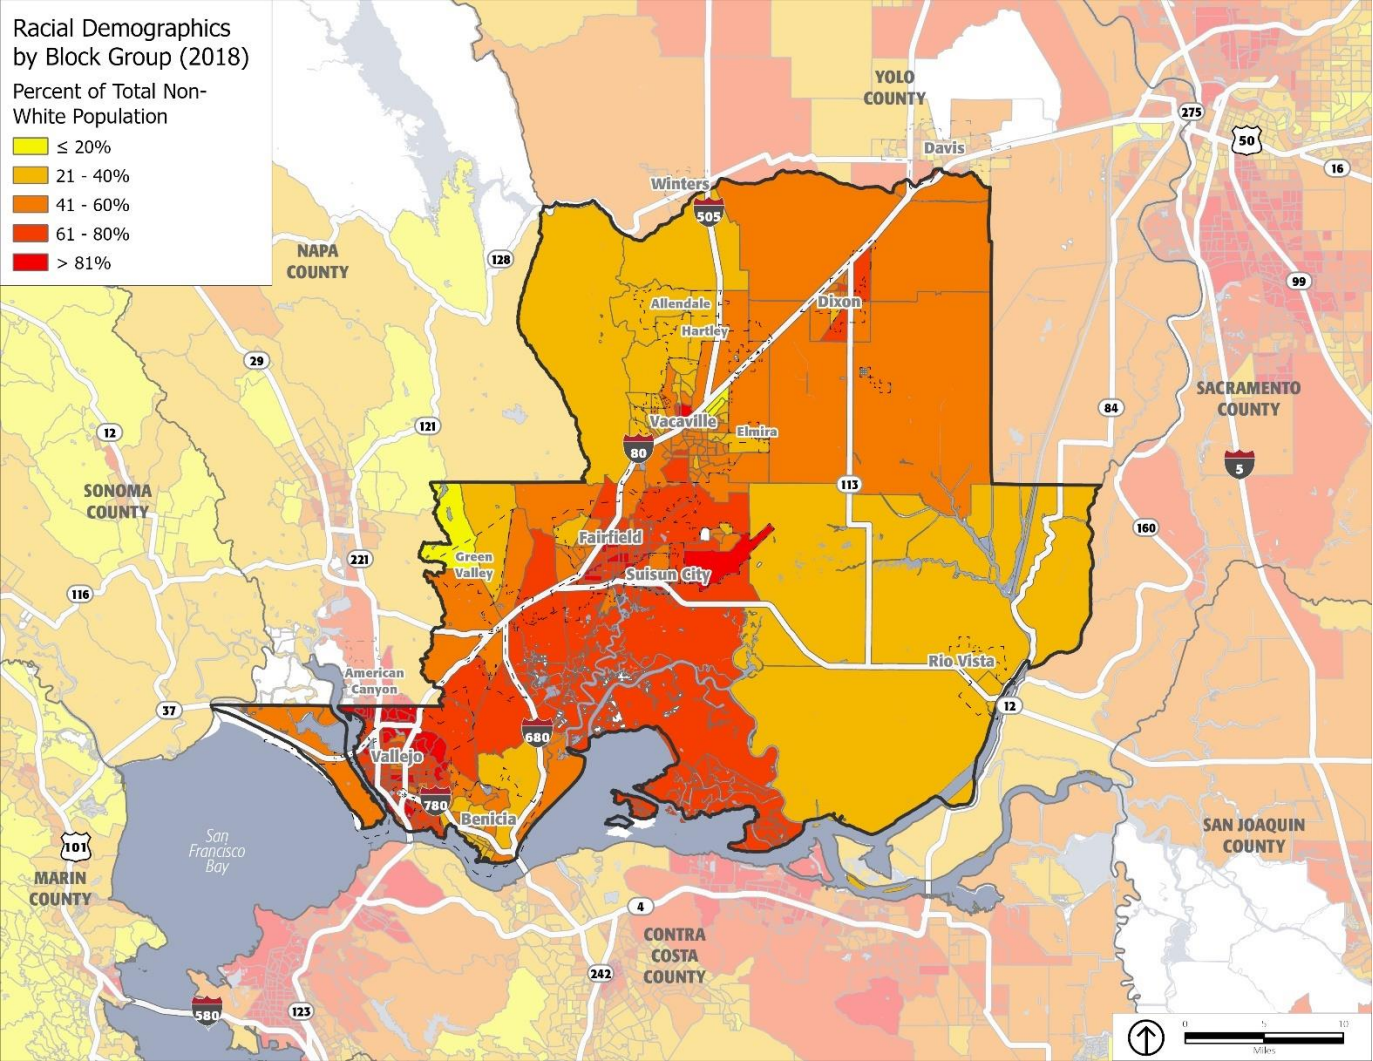 Racial Demographics
by Block Group (2018)
Percent of Total Non-
White Population
≤ 20%
21 - 40%
41 - 60%
61 - 80%
> 81%
YOLO
COUNTY
275
50
Davis
16
Winters
505
NAPA
COUNTY
128
99
Allendale
Dixon
Hartley
29
SACRAMENTO
COUNTY
84
121
Vacaville
12
Elmira
80
5
113
SONOMA
COUNTY
160
Fairfield
221
Green
Valley
Suisun City
116
Rio Vista
American
Canyon
37
12
680
Vallejo
780
Benicia
San
Francisco
Bay
101
SAN JOAQUIN
COUNTY
MARIN
COUNTY
4
CONTRA
COSTA
COUNTY
242
580
123
0 5 10
Miles